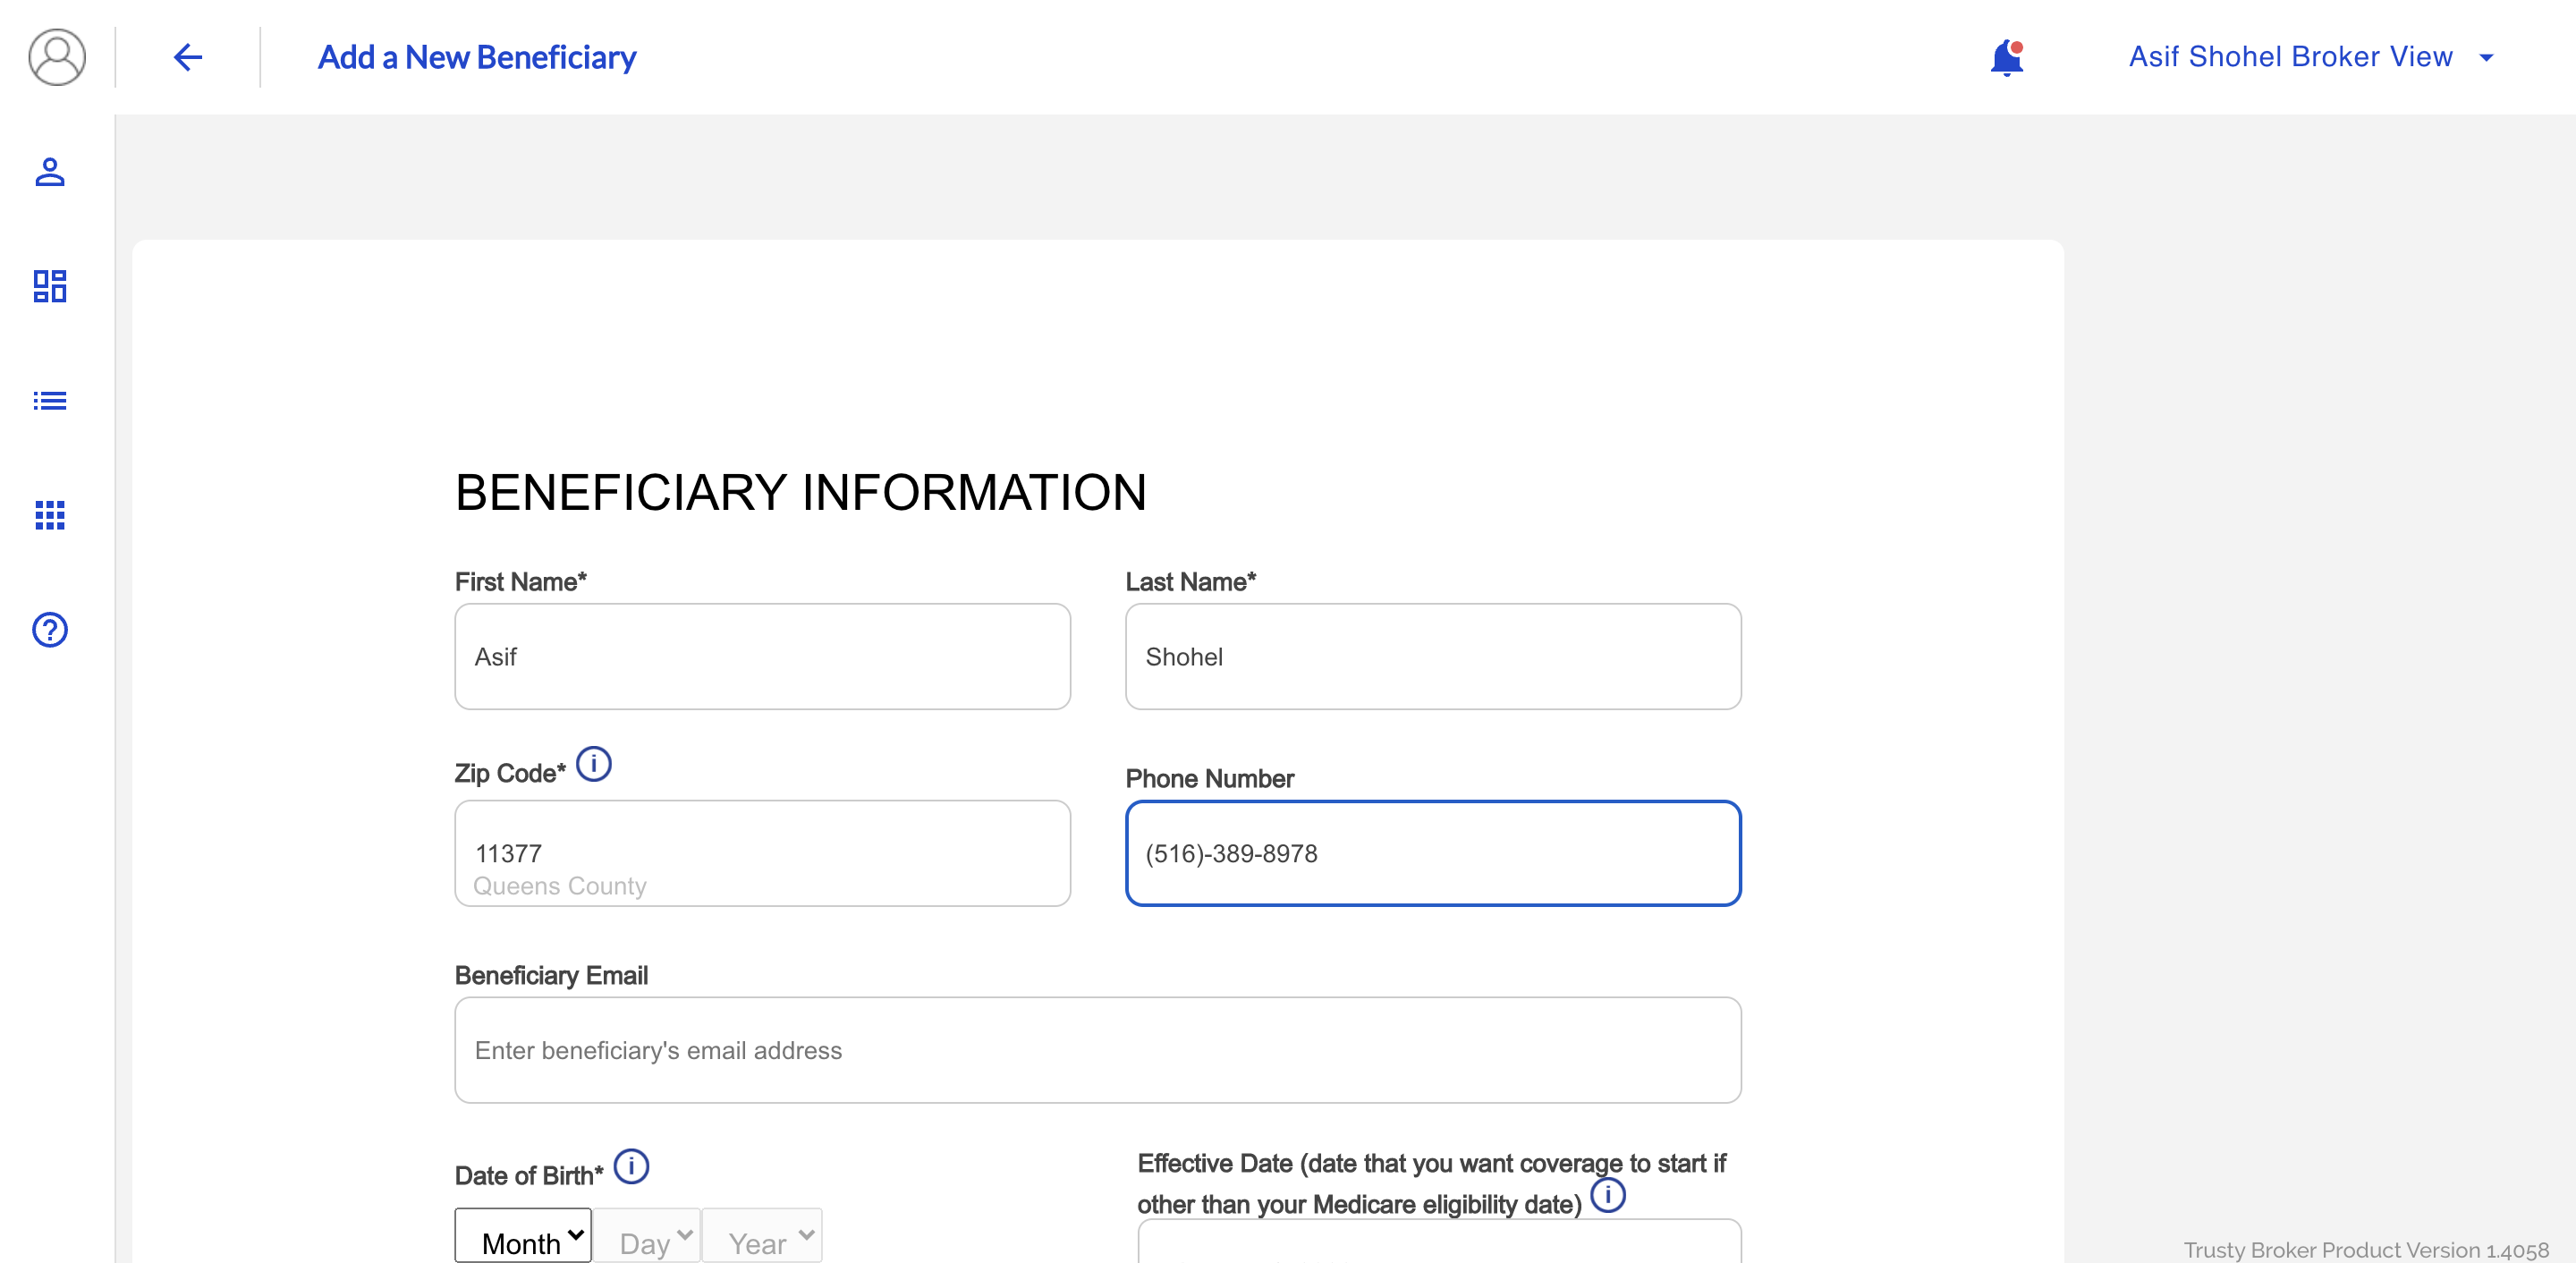 Add a New Beneficiary
Asif Shohel Broker View
BENEFICIARY INFORMATION
First Name*
Last Name*
Asif
Shohel
Zip Code*
Phone Number
11377
Queens County
(516)-389-8978
Beneficiary Email
Enter beneficiary's email address
Date of Birth*
Effective Date (date that you want coverage to start if
other than your Medicare eligibility date)
Month
Day
Year
Trusty Broker Product Version 1.4058